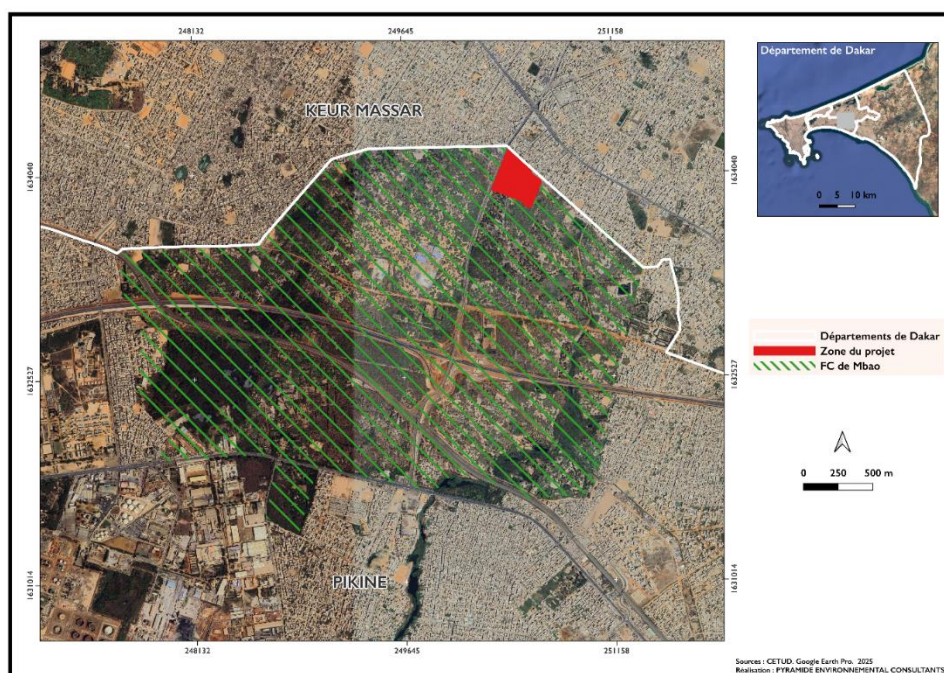 248132
249645
251158
KEUR MASSAR
1634040
1634040
1632527
1632527
PIKINE
1631014
1631014
248132
249645
251158
Département de Dakar
0 5 10 km
Départements de Dakar
Zone du projet
FC de Mbao
0 250 500 m
Sources : CETUD, Google Earth Pro, 2025
Réalisation : PYRAMIDE ENVIRONNEMENTAL CONSULTANTS